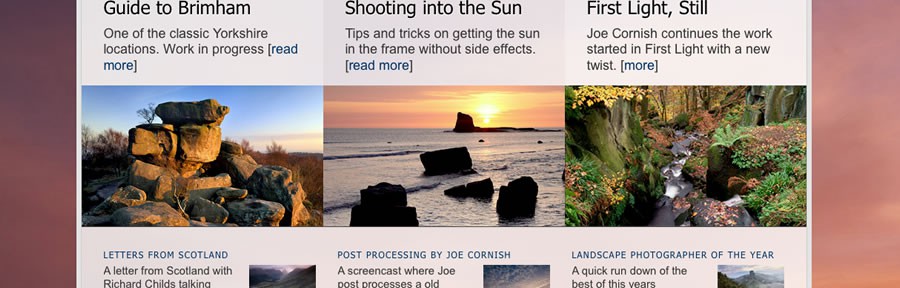 Guide to Brimham
One of the classic Yorkshire
locations. Work in progress [read
more]
Shooting into the Sun
Tips and tricks on getting the sun
in the frame without side effects.
[read more]
First Light, Still
Joe Cornish continues the work
started in First Light with a new
twist. [more]
LETTERS FROM SCOTLAND
A letter from Scotland with
Richard Childs talking
POST PROCESSING BY JOE CORNISH
A screencast where Joe
post processes a old
LANDSCAPE PHOTOGRAPHER OF THE YEAR
A quick run down of the
best of this years